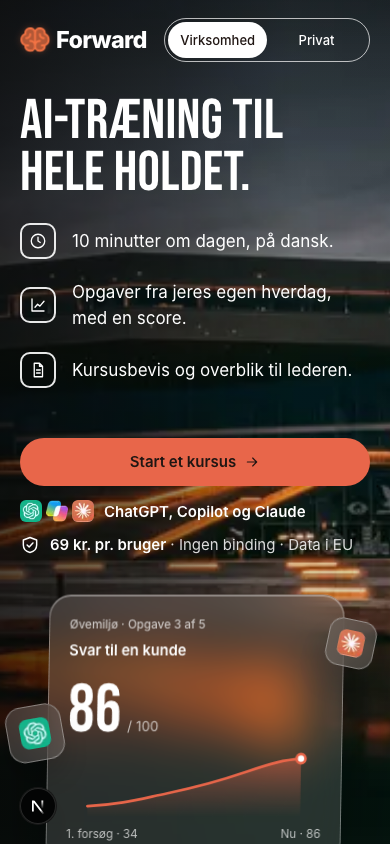 Forward
Virksomhed
Privat
AI-TRÆNING TIL
HELE HOLDET.
10 minutter om dagen, på dansk.
Opgaver fra jeres egen hverdag,
med en score.
Kursusbevis og overblik til lederen.
Start et kursus →
ChatGPT, Copilot og Claude
69 kr. pr. bruger · Ingen binding · Data i EU
Øvemiljø · Opgave 3 af 5
Svar til en kunde
86 / 100
N
1. forsøg · 34
Nu · 86